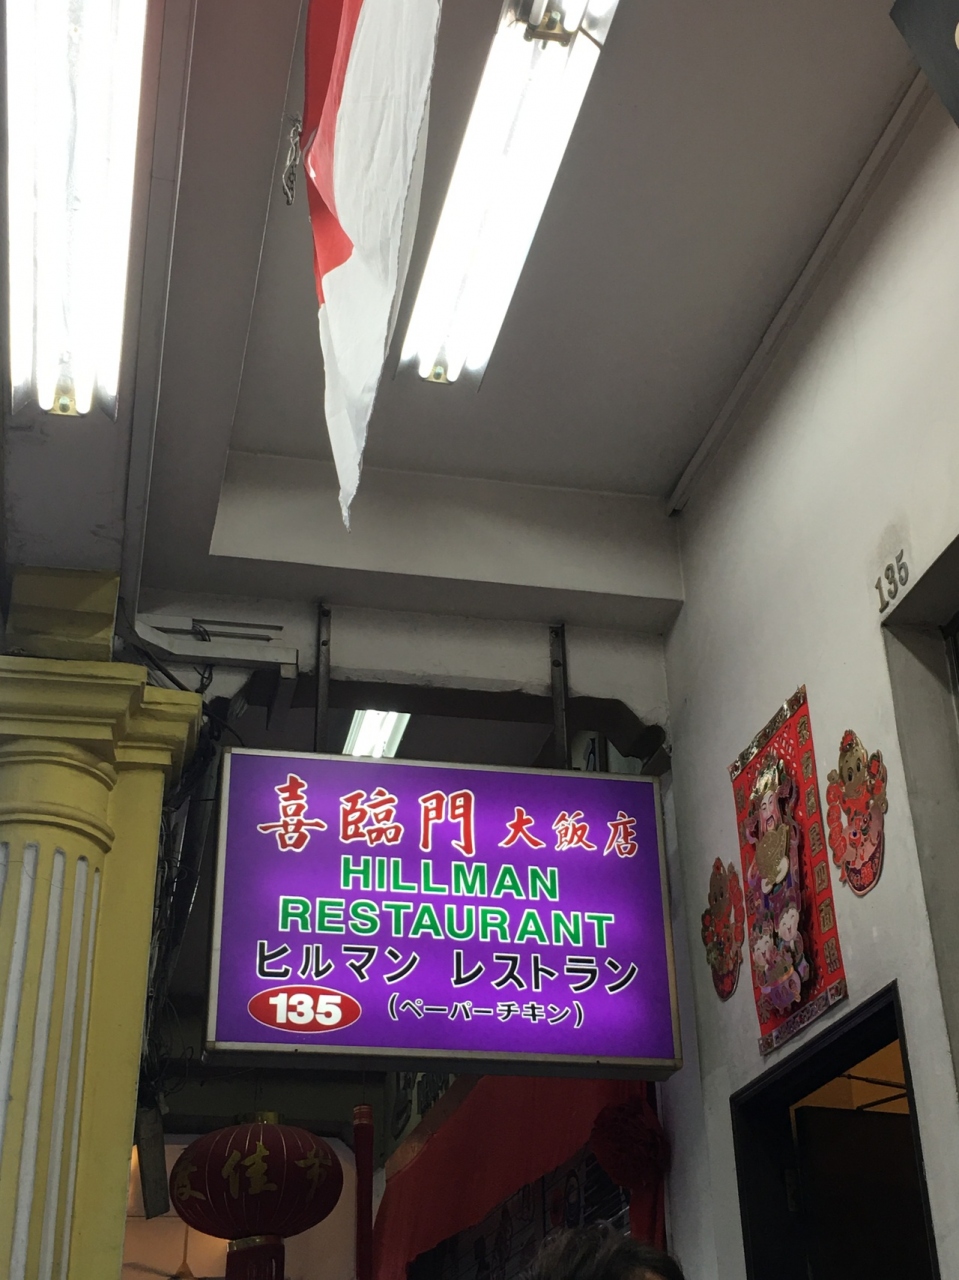 135
喜臨門 大飯店
HILLMAN
RESTAURANT
ヒルマン レストラン
135 (ペーパーチキン)
佳